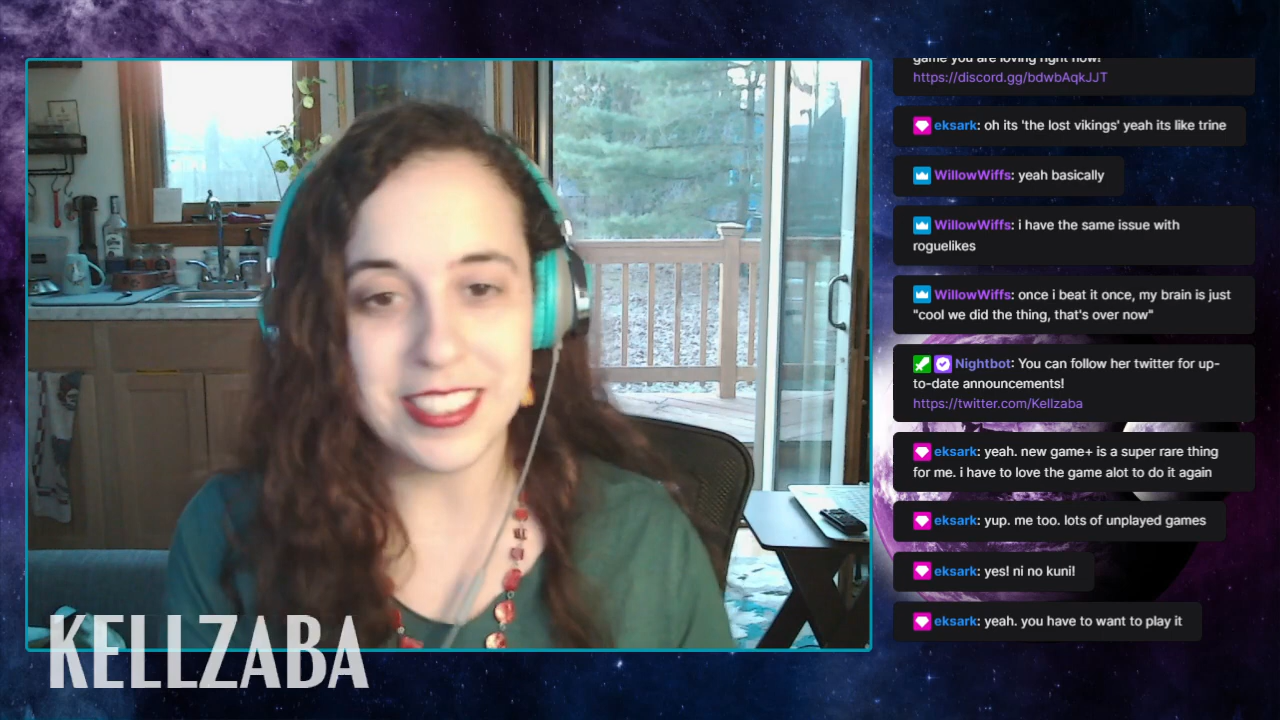 game you are loving right now!
https://discord.gg/bdwbAqkJJT
eksark: oh its 'the lost vikings' yeah its like trine
WillowWiffs: yeah basically
WillowWiffs: i have the same issue with
roguelikes
WillowWiffs: once i beat it once, my brain is just
"cool we did the thing, that's over now"
Nightbot: You can follow her twitter for up-
to-date announcements!
https://twitter.com/Kellzaba
eksark: yeah. new game+ is a super rare thing
for me. i have to love the game alot to do it again
eksark: yup. me too. lots of unplayed games
eksark: yes! ni no kuni!
eksark: yeah. you have to want to play it
KELLZABA